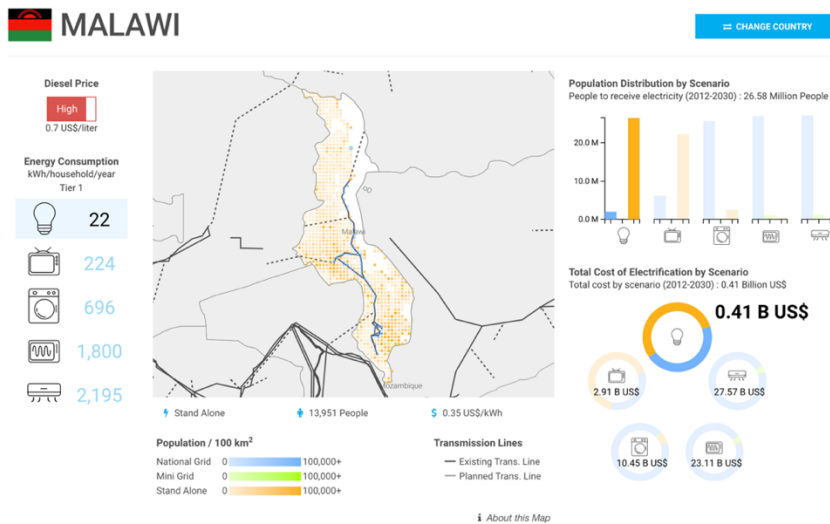 MALAWI
⇄ CHANGE COUNTRY
Diesel Price
High
0.7 US$/liter
Energy Consumption
kWh/household/year
Tier 1
22
224
696
1,800
2,195
Malawi
Mozambique
Stand Alone
13,951 People
$ 0.35 US$/kWh
Population / 100 km²
National Grid 0 100,000+
Mini Grid 0 100,000+
Stand Alone 0 100,000+
Transmission Lines
Existing Trans. Line
Planned Trans. Line
i About this Map
Population Distribution by Scenario
People to receive electricity (2012-2030) : 26.58 Million People
20.0 M
10.0 M
0.0 M
Total Cost of Electrification by Scenario
Total cost by scenario (2012-2030) : 0.41 Billion US$
0.41 B US$
2.91 B US$
27.57 B US$
10.45 B US$
23.11 B US$